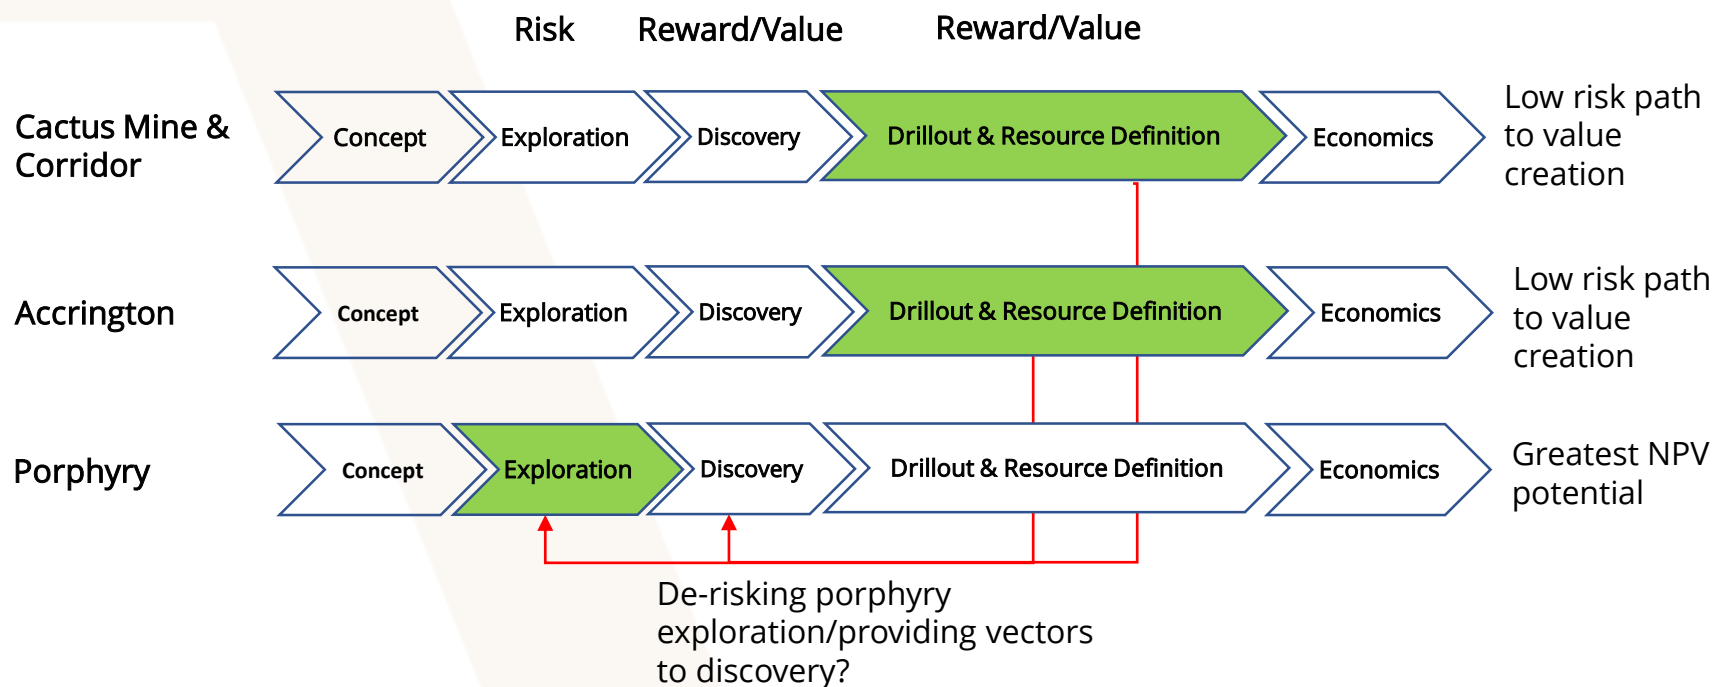 Risk
Reward/Value
Reward/Value
Cactus Mine &
Corridor
Concept
Exploration
Discovery
Drillout & Resource Definition
Economics
Low risk path
to value
creation
Accrington
Concept
Exploration
Discovery
Drillout & Resource Definition
Economics
Low risk path
to value
creation
Porphyry
Concept
Exploration
Discovery
Drillout & Resource Definition
Economics
Greatest NPV
potential
De-risking porphyry
exploration/providing vectors
to discovery?